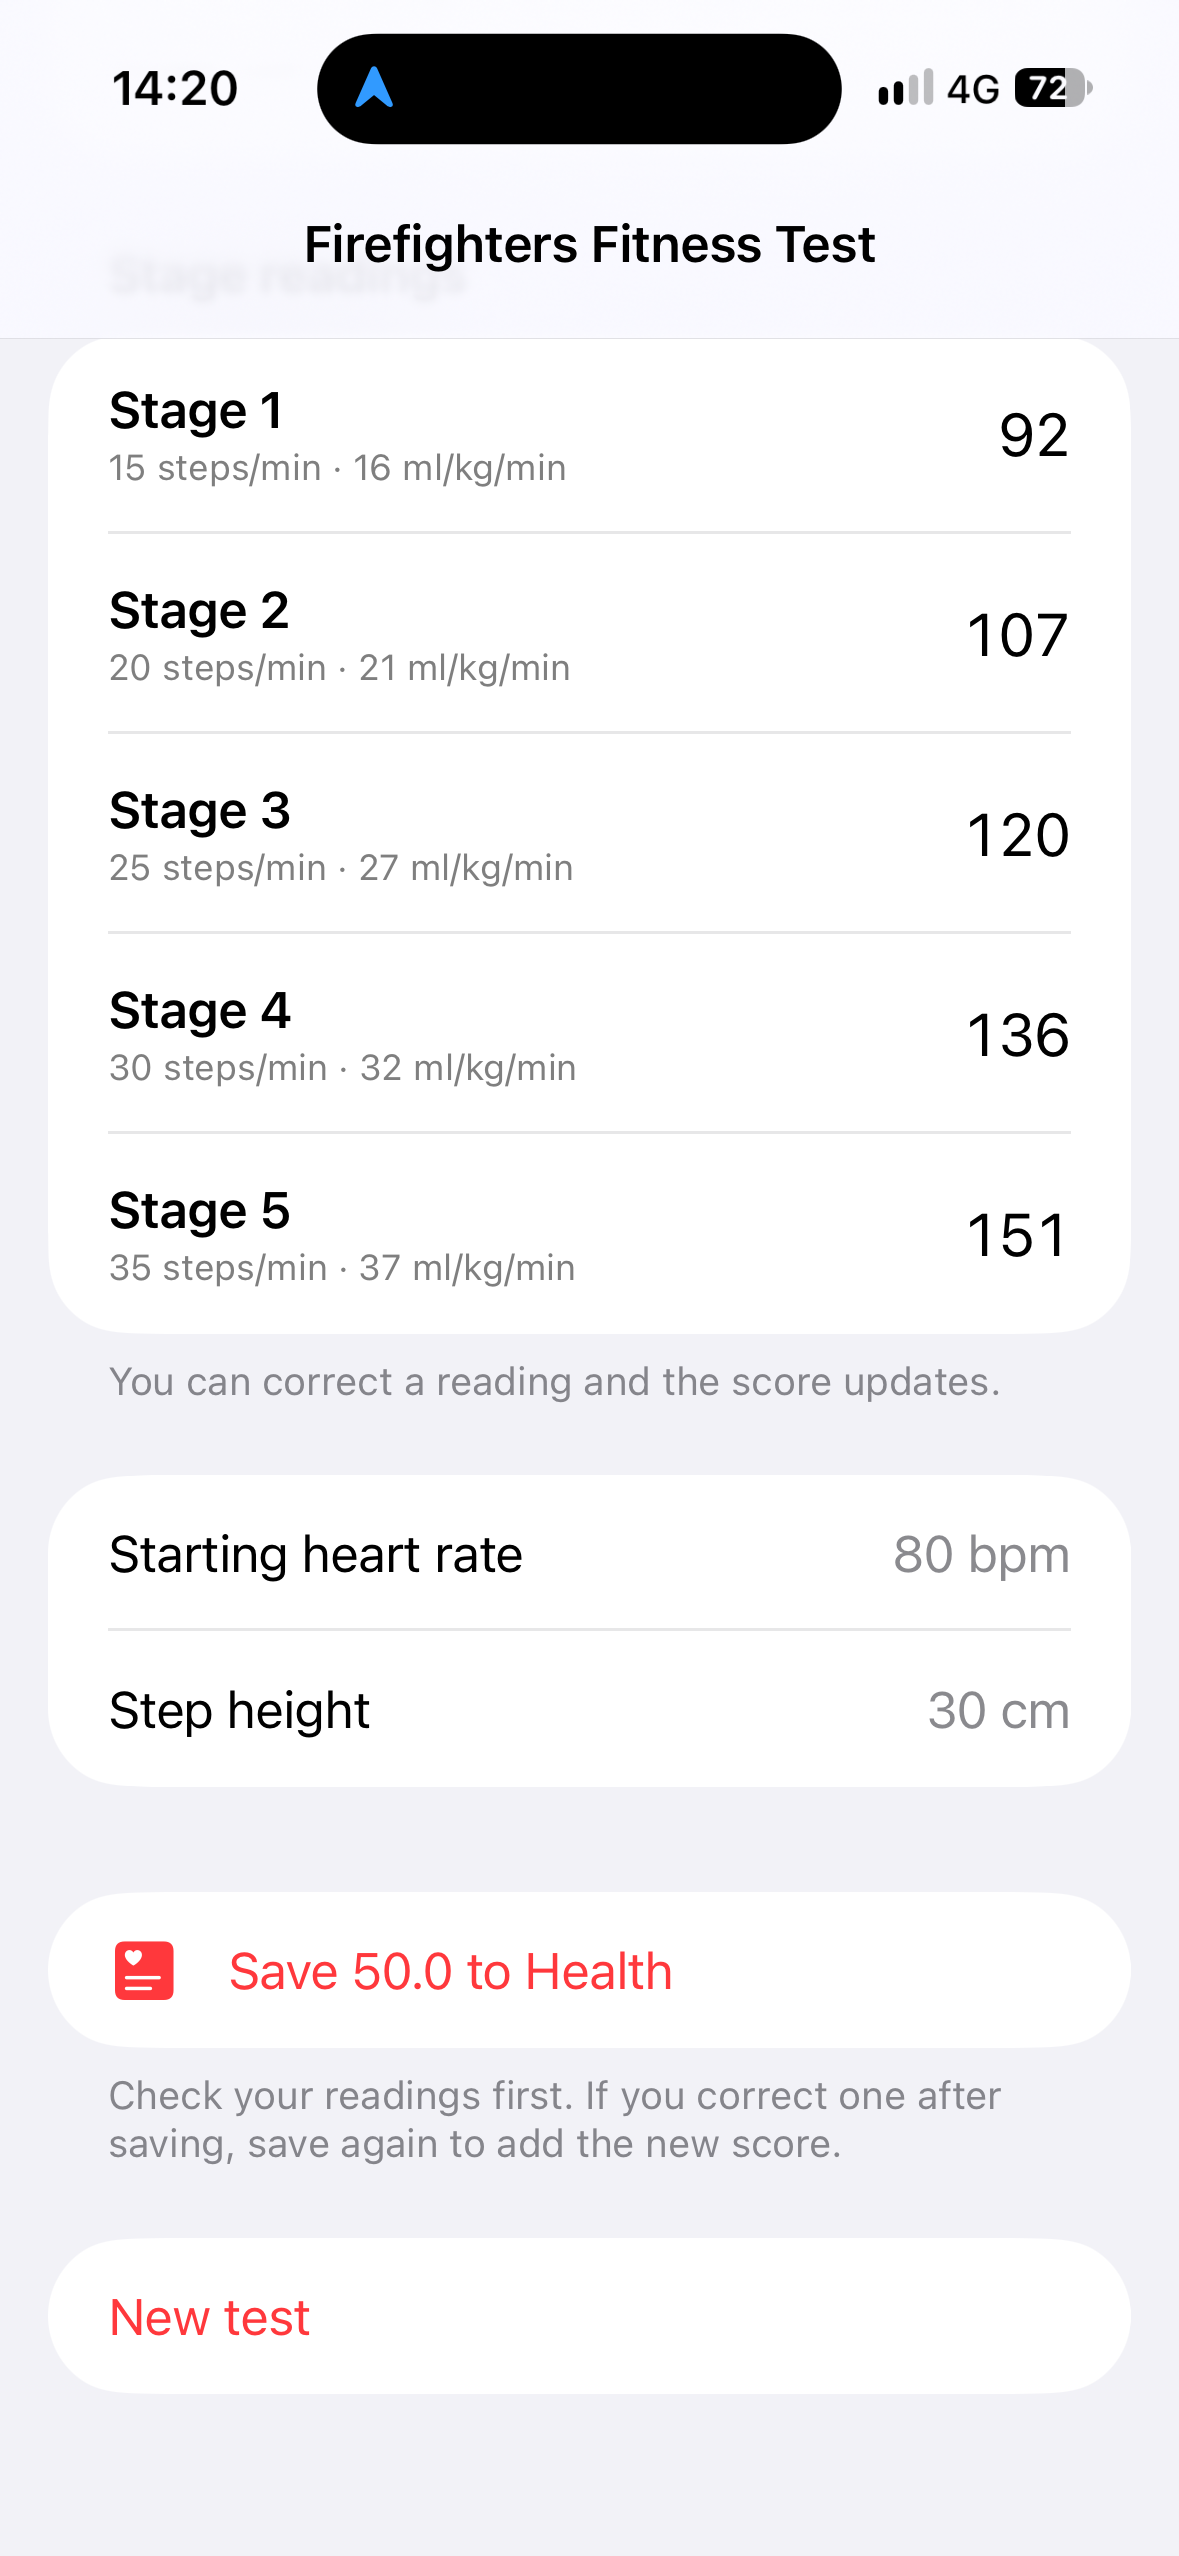 14:20
4G
72
Firefighters Fitness Test
Stage readings
Stage 1
92
15 steps/min · 16 ml/kg/min
Stage 2
107
20 steps/min · 21 ml/kg/min
Stage 3
120
25 steps/min · 27 ml/kg/min
Stage 4
136
30 steps/min · 32 ml/kg/min
Stage 5
151
35 steps/min · 37 ml/kg/min
You can correct a reading and the score updates.
Starting heart rate
80 bpm
Step height
30 cm
Save 50.0 to Health
Check your readings first. If you correct one after
saving, save again to add the new score.
New test